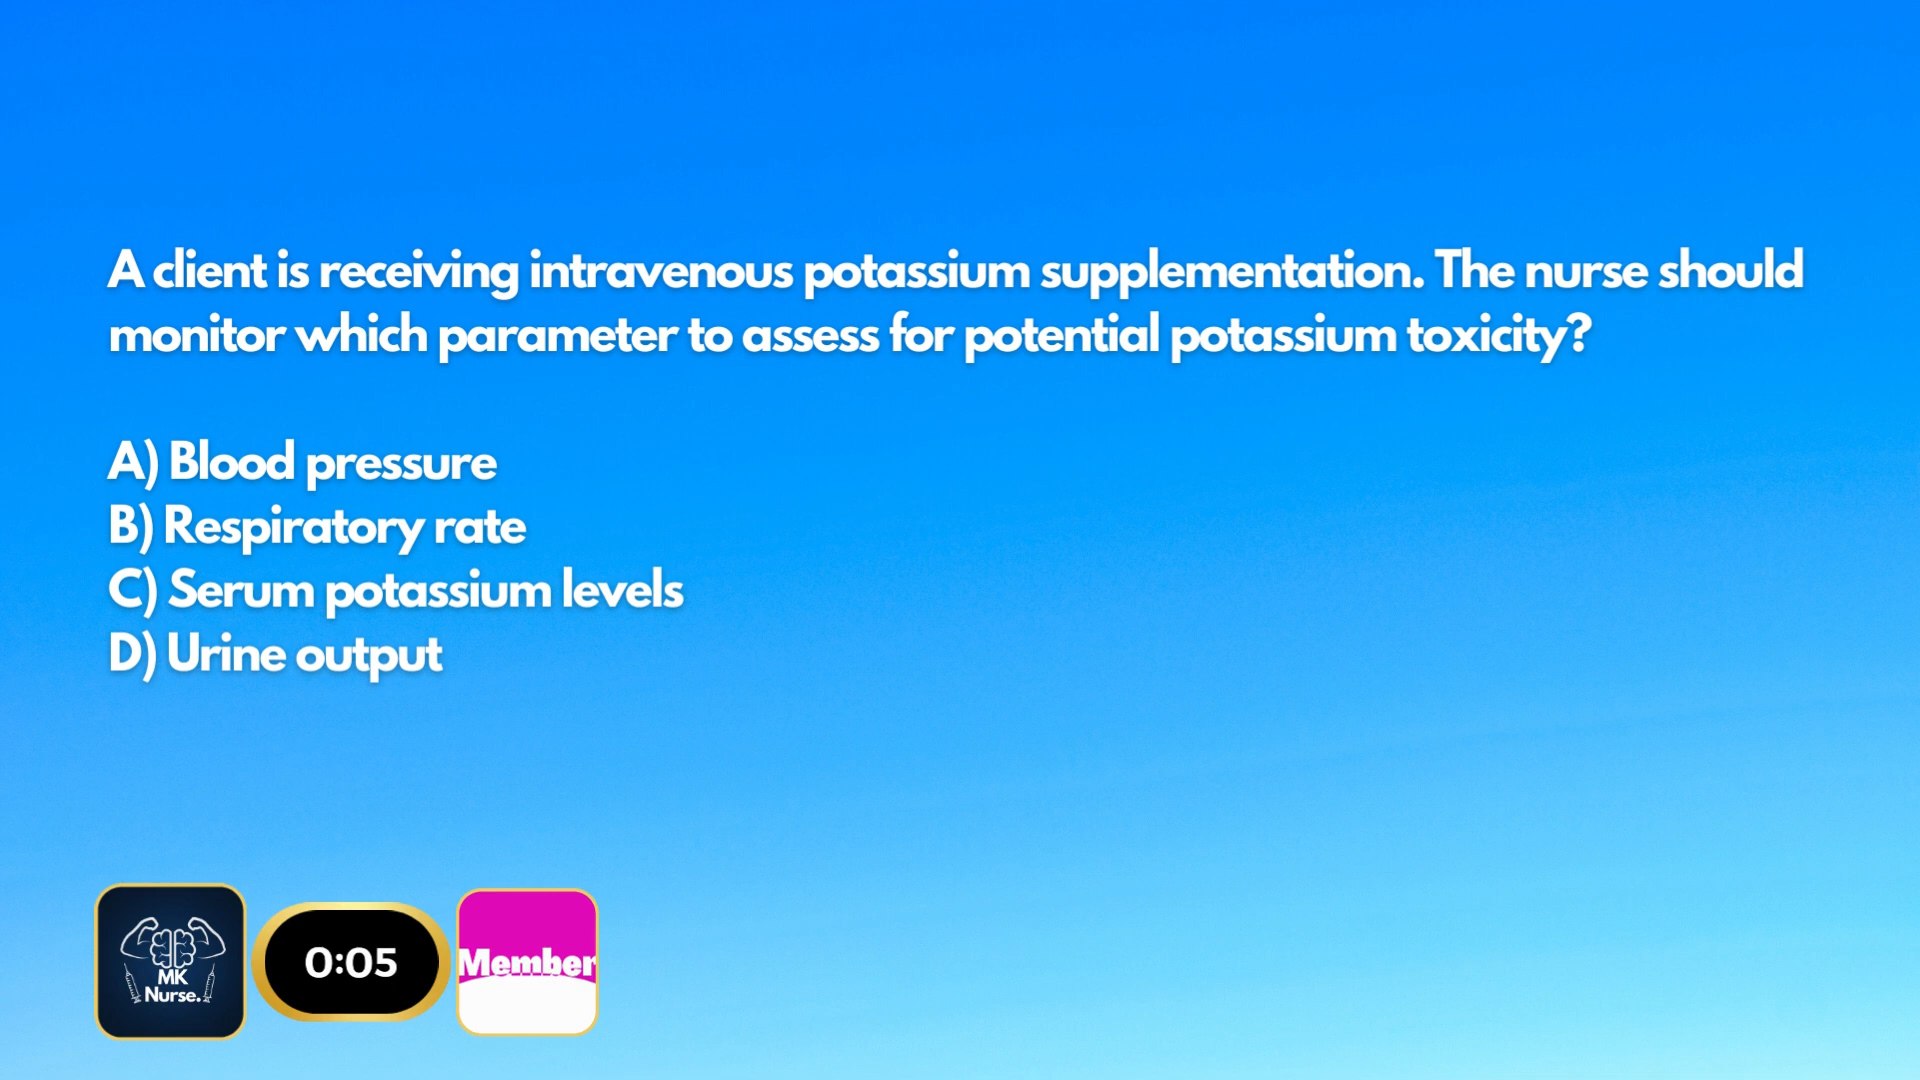 A client is receiving intravenous potassium supplementation. The nurse should
monitor which parameter to assess for potential potassium toxicity?
A) Blood pressure
B) Respiratory rate
C) Serum potassium levels
D) Urine output
MK
Nurse.
0:05
Member